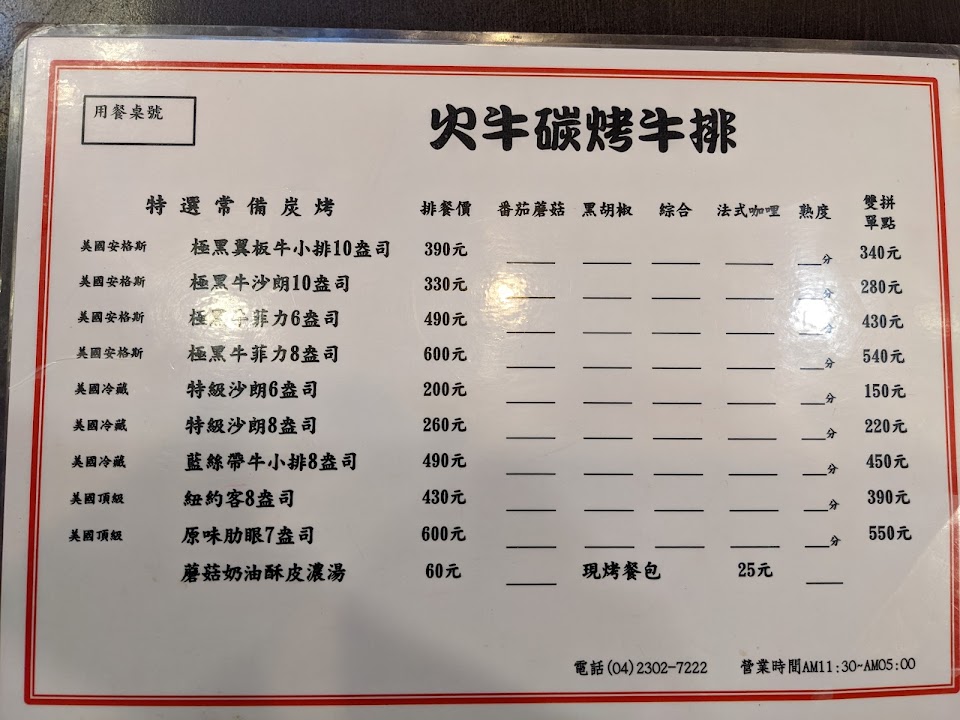 用餐桌號
火牛碳烤牛排
特選常備炭烤 排餐價 番茄蘑菇 黑胡椒 綜合 法式咖哩 熟度 雙拼單點
美國安格斯 極黑翼板牛小排10盎司 390元 分 340元
美國安格斯 極黑牛沙朗10盎司 330元 分 280元
美國安格斯 極黑牛菲力6盎司 490元 分 430元
美國安格斯 極黑牛菲力8盎司 600元 分 540元
美國冷藏 特級沙朗6盎司 200元 分 150元
美國冷藏 特級沙朗8盎司 260元 分 220元
美國冷藏 藍絲帶牛小排8盎司 490元 分 450元
美國頂級 紐約客8盎司 430元 分 390元
美國頂級 原味肋眼7盎司 600元 分 550元
蘑菇奶油酥皮濃湯 60元 現烤餐包 25元
電話(04)2302-7222 營業時間AM11:30~AM05:00